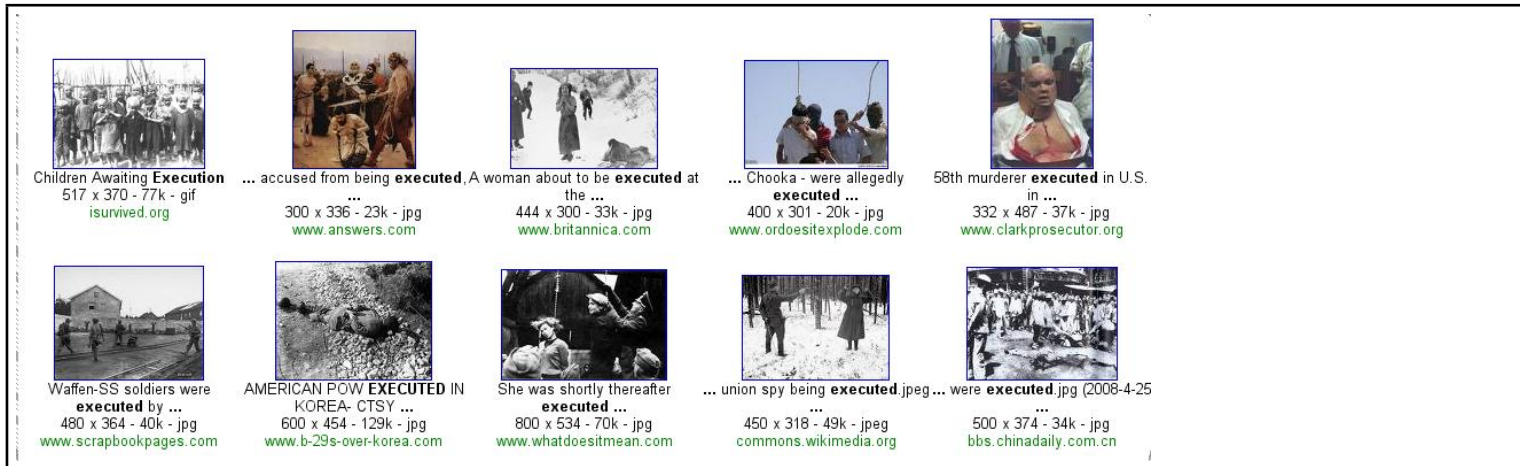 Children Awaiting Execution
517 x 370 - 77k - gif
isurvived.org
... accused from being executed,
...
300 x 336 - 23k - jpg
www.answers.com
A woman about to be executed at
the ...
444 x 300 - 33k - jpg
www.britannica.com
... Chooka - were allegedly
executed ...
400 x 301 - 20k - jpg
www.ordoesitexplode.com
58th murderer executed in U.S.
in ...
332 x 487 - 37k - jpg
www.clarkprosecutor.org
Waffen-SS soldiers were
executed by ...
480 x 364 - 40k - jpg
www.scrapbookpages.com
AMERICAN POW EXECUTED IN
KOREA- CTSY ...
600 x 454 - 129k - jpg
www.b-29s-over-korea.com
She was shortly thereafter
executed ...
800 x 534 - 70k - jpg
www.whatdoesitmean.com
... union spy being executed.jpeg
...
450 x 318 - 49k - jpeg
commons.wikimedia.org
... were executed.jpg (2008-4-25
...
500 x 374 - 34k - jpg
bbs.chinadaily.com.cn